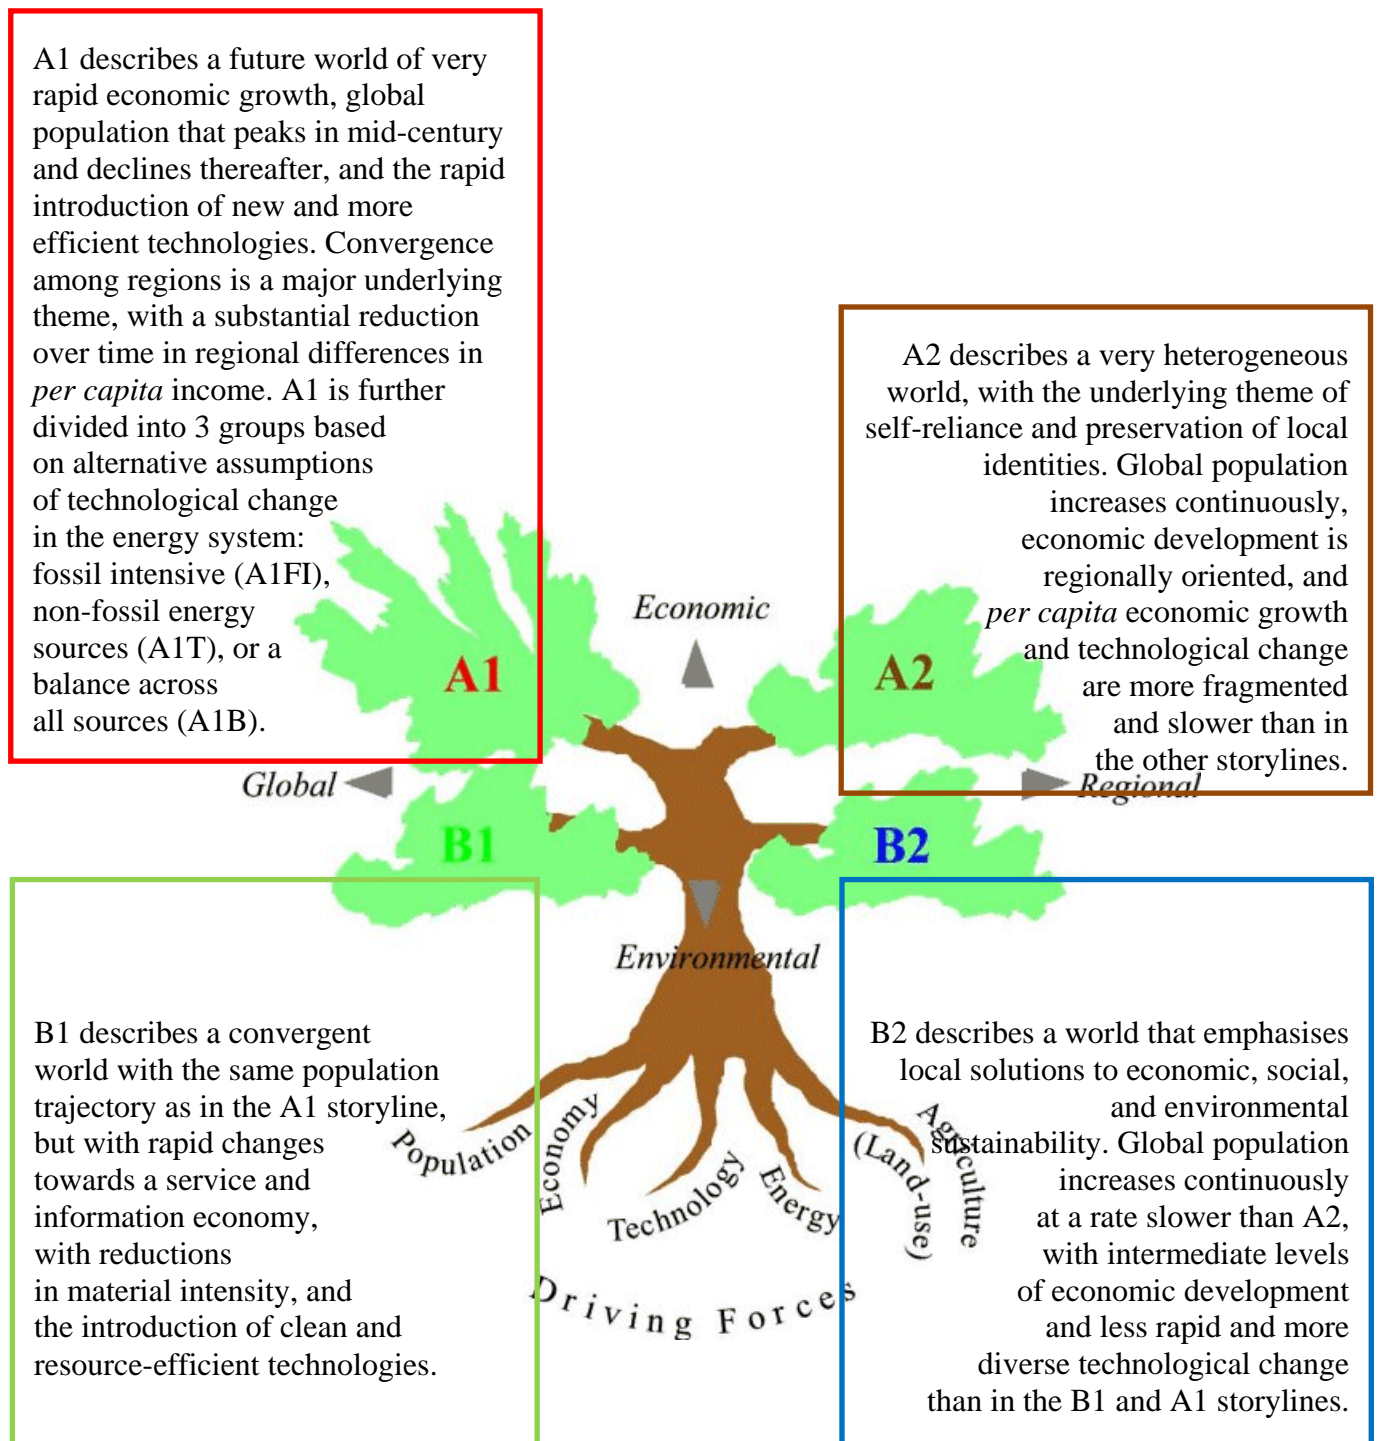 A1 describes a future world of very
rapid economic growth, global
population that peaks in mid-century
and declines thereafter, and the rapid
introduction of new and more
efficient technologies. Convergence
among regions is a major underlying
theme, with a substantial reduction
over time in regional differences in
per capita income. A1 is further
divided into 3 groups based
on alternative assumptions
of technological change
in the energy system:
fossil intensive (A1FI),
non-fossil energy
sources (A1T), or a
balance across
all sources (A1B).
A2 describes a very heterogeneous
world, with the underlying theme of
self-reliance and preservation of local
identities. Global population
increases continuously,
economic development is
regionally oriented, and
per capita economic growth
and technological change
are more fragmented
and slower than in
the other storylines.
Economic
A1
A2
Global
Regional
B1
B2
Environmental
B1 describes a convergent
world with the same population
trajectory as in the A1 storyline,
but with rapid changes
towards a service and
information economy,
with reductions
in material intensity, and
the introduction of clean and
resource-efficient technologies.
B2 describes a world that emphasises
local solutions to economic, social,
and environmental
sustainability. Global population
increases continuously
at a rate slower than A2,
with intermediate levels
of economic development
and less rapid and more
diverse technological change
than in the B1 and A1 storylines.
Population
Economy
Technology
Energy
Agriculture
(Land-use)
Driving Forces